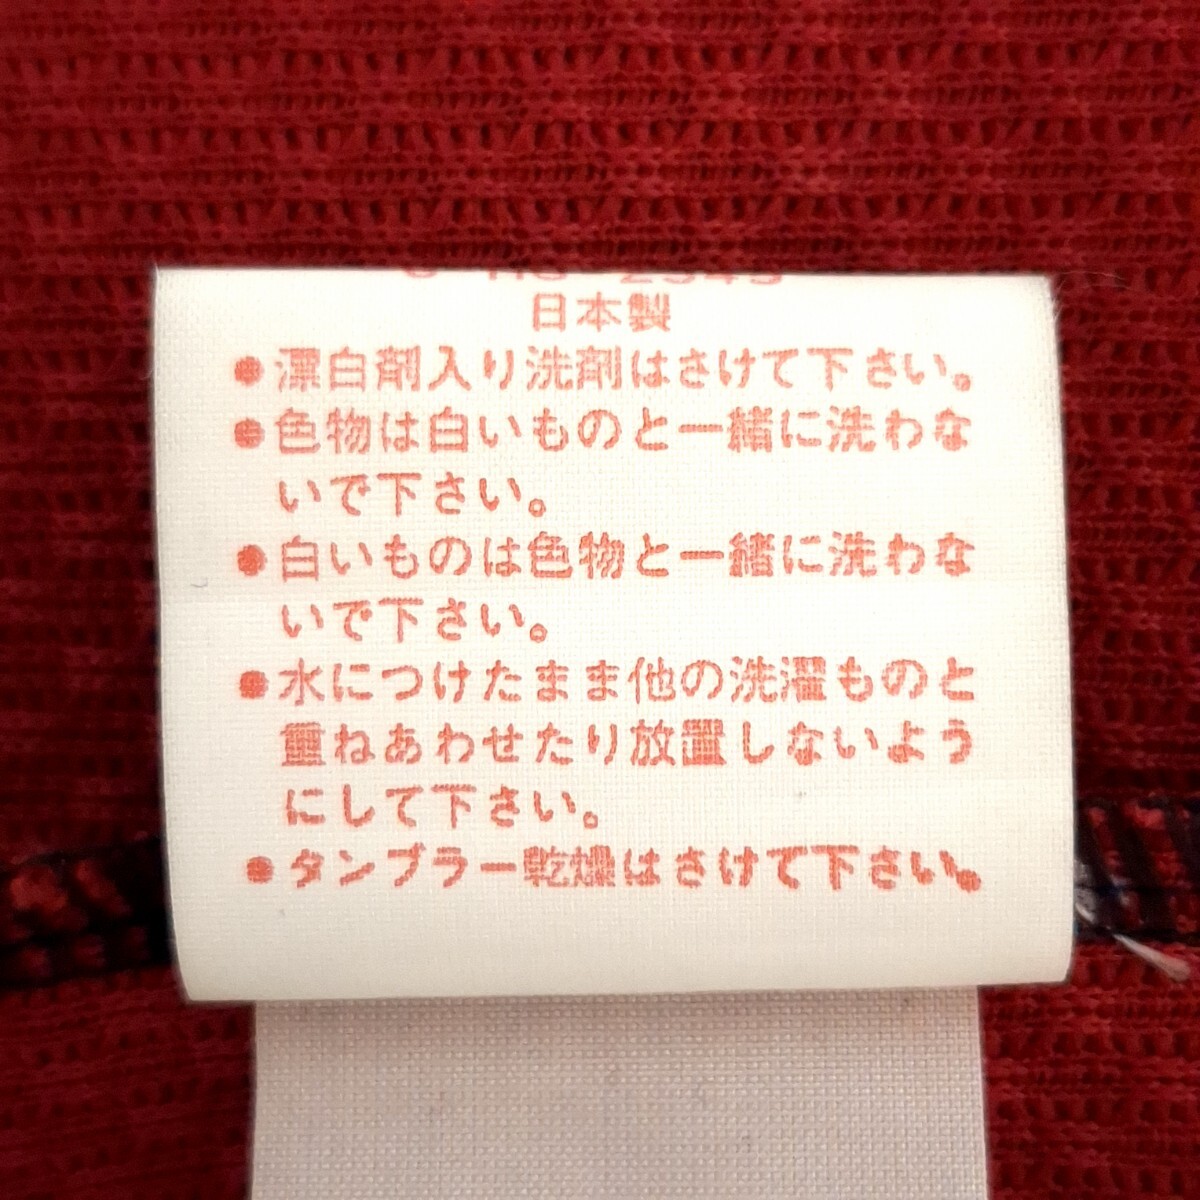 日本製
●漂白剤入り洗剤はさけて下さい。
●色物は白いものと一緒に洗わな
いで下さい。
●白いものは色物と一緒に洗わな
いで下さい。
●水につけたまま他の洗濯ものと
重ねあわせたり放置しないよう
にして下さい。
●タンブラー乾燥はさけて下さい。